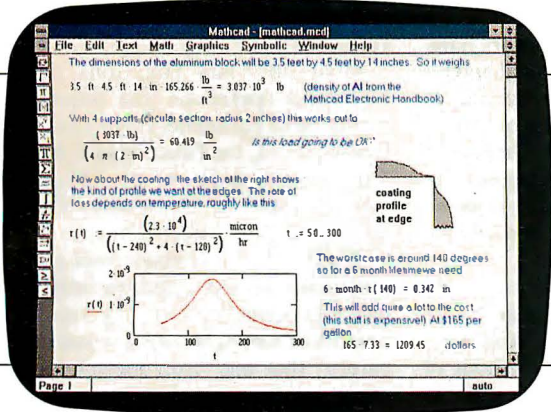 Mathcad - [mathcad.mcd]
File Edit Text Math Graphics Symbolic Window Help
The dimensions of the aluminum block will be 3.5 feet by 4.5 feet by 14 inches. So it weighs
3.5 ft · 4.5 ft · 14 in · 165.266 · lb/ft³ = 3.037·10³ lb
(density of Al from the
Mathcad Electronic Handbook)
With 4 supports (circular section, radius 2 inches) this works out to
(3037 · lb)/(4 · π · (2 · in)²) = 60.419 lb/in²
Is this load going to be OK?
Now about the coating: the sketch at the right shows
the kind of profile we want at the edges. The rate of
loss depends on temperature, roughly like this
coating
profile
at edge
r(t) := (2.3 · 10⁴)/((t - 240)² + 4 · (t - 120)²) · micron/hr
t := 50..300
2·10⁻⁹
r(t) 1·10⁻⁹
0
0 100 200 300
t
The worst case is around 140 degrees
so for a 6 month lifetime we need
6 · month · r(140) = 0.342 in
This will add quite a lot to the cost
(this stuff is expensive!) At $165 per
gallon
165 · 7.33 = 1209.45 dollars
Page 1
auto